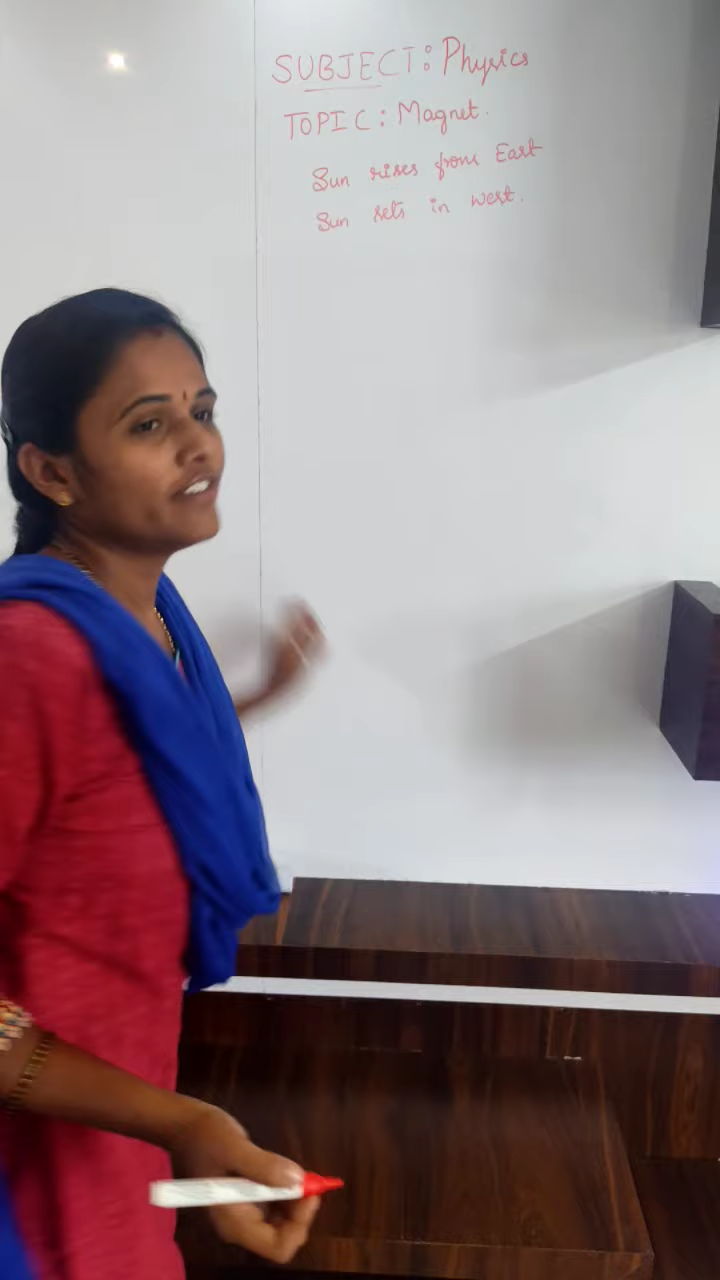 SUBJECT: Physics
TOPIC: Magnet.
Sun rises from East
Sun sets in west.